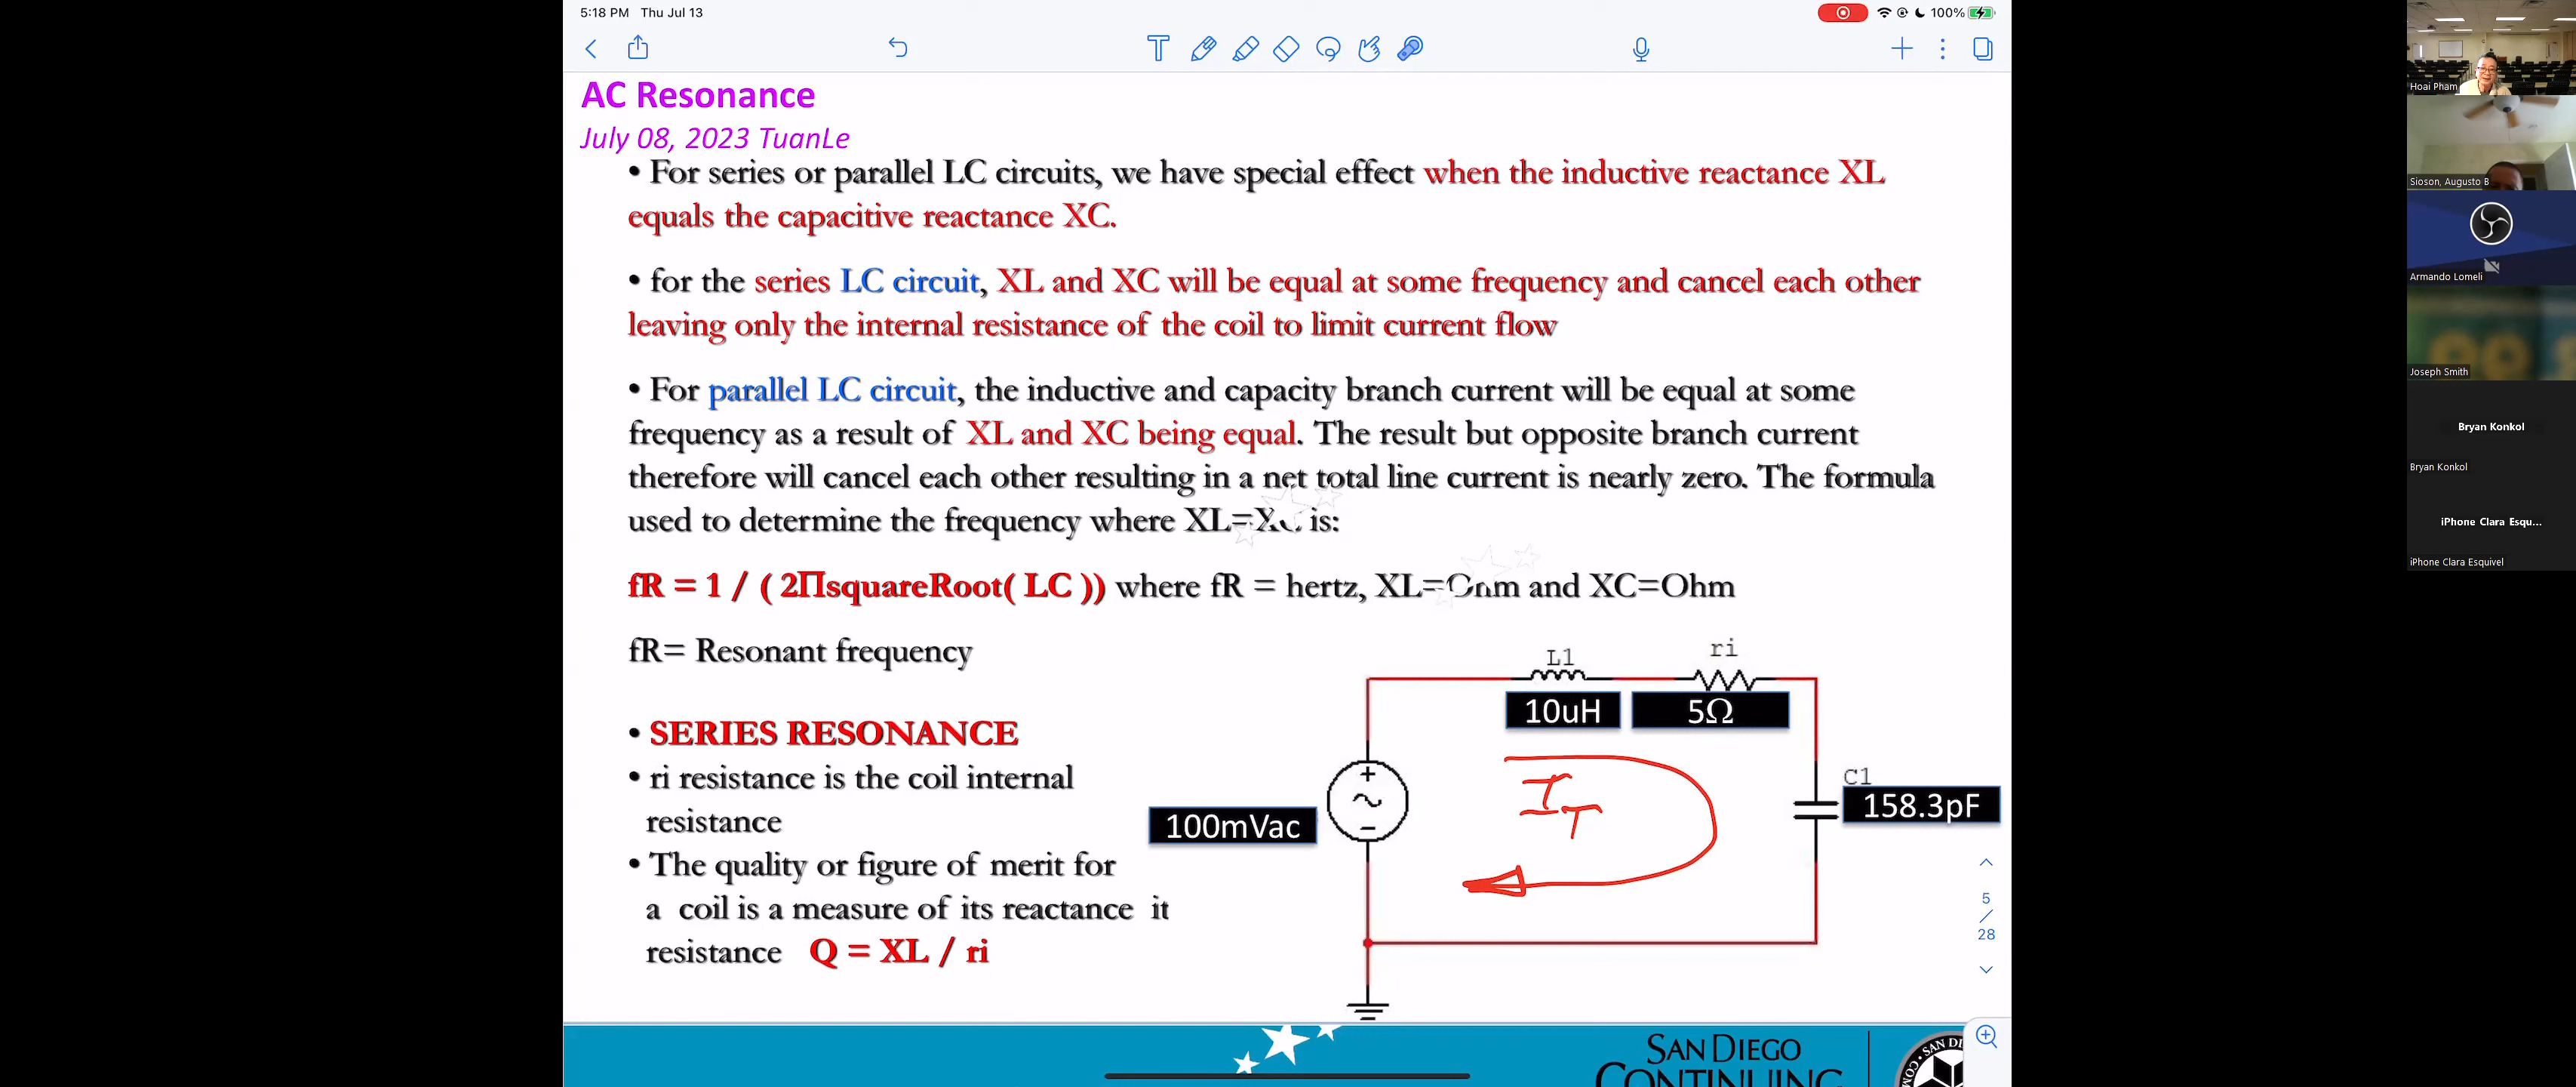 5:18 PM Thu Jul 13
100%
AC Resonance
July 08, 2023 TuanLe
• For series or parallel LC circuits, we have special effect when the inductive reactance XL
equals the capacitive reactance XC.
• for the series LC circuit, XL and XC will be equal at some frequency and cancel each other
leaving only the internal resistance of the coil to limit current flow
• For parallel LC circuit, the inductive and capacity branch current will be equal at some
frequency as a result of XL and XC being equal. The result but opposite branch current
therefore will cancel each other resulting in a net total line current is nearly zero. The formula
used to determine the frequency where XL=XC is:
fR = 1 / ( 2ΠsquareRoot( LC )) where fR = hertz, XL=Ohm and XC=Ohm
fR= Resonant frequency
• SERIES RESONANCE
• ri resistance is the coil internal
resistance
• The quality or figure of merit for
a coil is a measure of its reactance it
resistance Q = XL / ri
L1
ri
10uH
5Ω
I_T
100mVac
C1
158.3pF
5
/
28
SAN DIEGO
CONTINUING
Hoai Pham
Sioson, Augusto B
Armando Lomeli
Joseph Smith
Bryan Konkol
Bryan Konkol
iPhone Clara Esqu...
iPhone Clara Esquivel